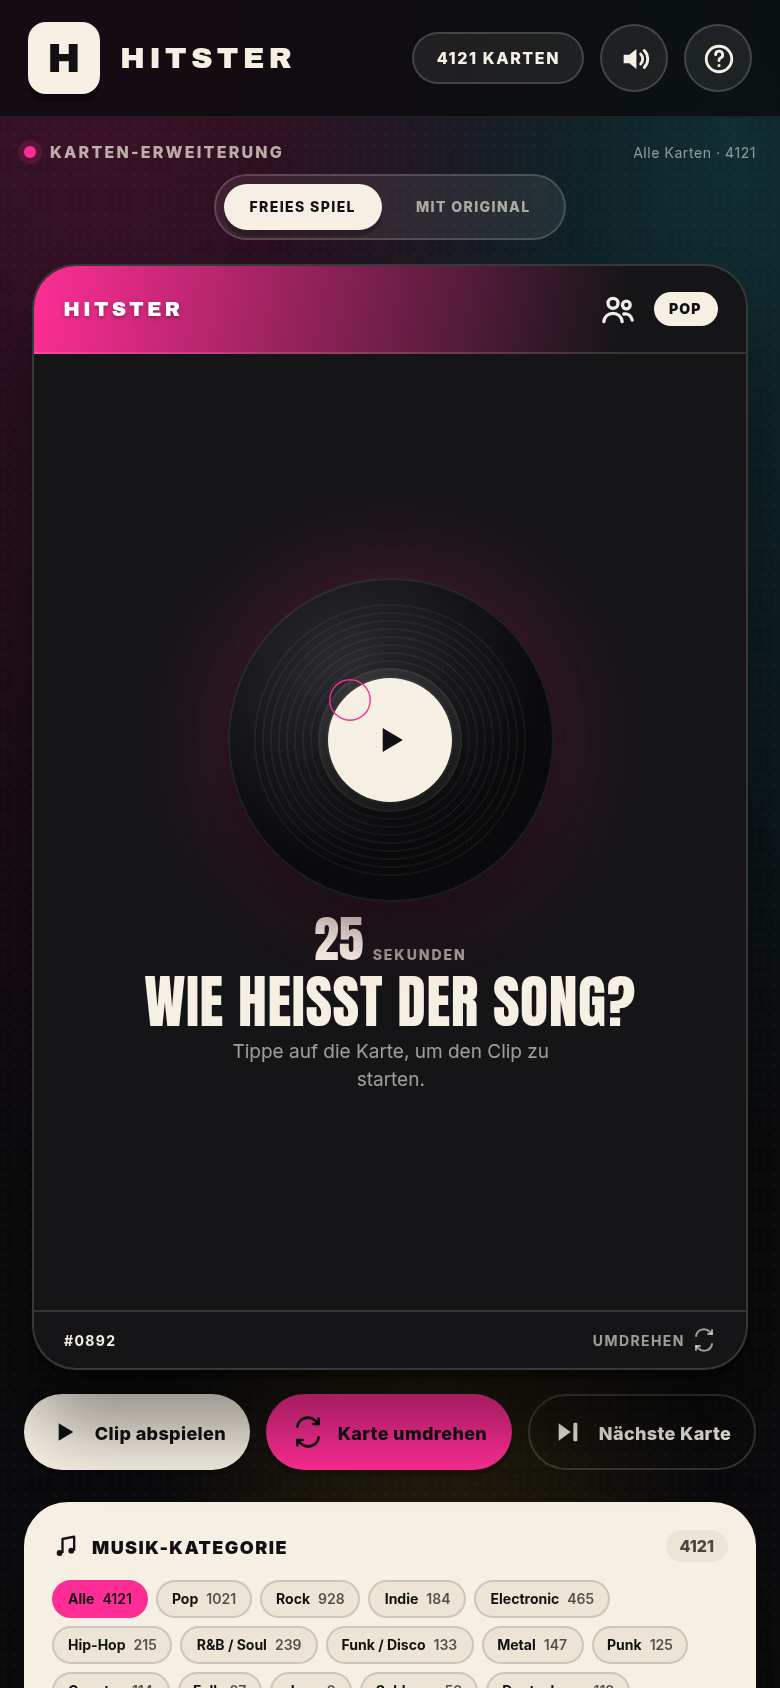 H HITSTER 4121 KARTEN
KARTEN-ERWEITERUNG Alle Karten · 4121
FREIES SPIEL MIT ORIGINAL
HITSTER POP
25 SEKUNDEN
WIE HEISST DER SONG?
Tippe auf die Karte, um den Clip zu
starten.
#0892 UMDREHEN
Clip abspielen Karte umdrehen Nächste Karte
MUSIK-KATEGORIE 4121
Alle 4121 Pop 1021 Rock 928 Indie 184 Electronic 465
Hip-Hop 215 R&B / Soul 239 Funk / Disco 133 Metal 147 Punk 125